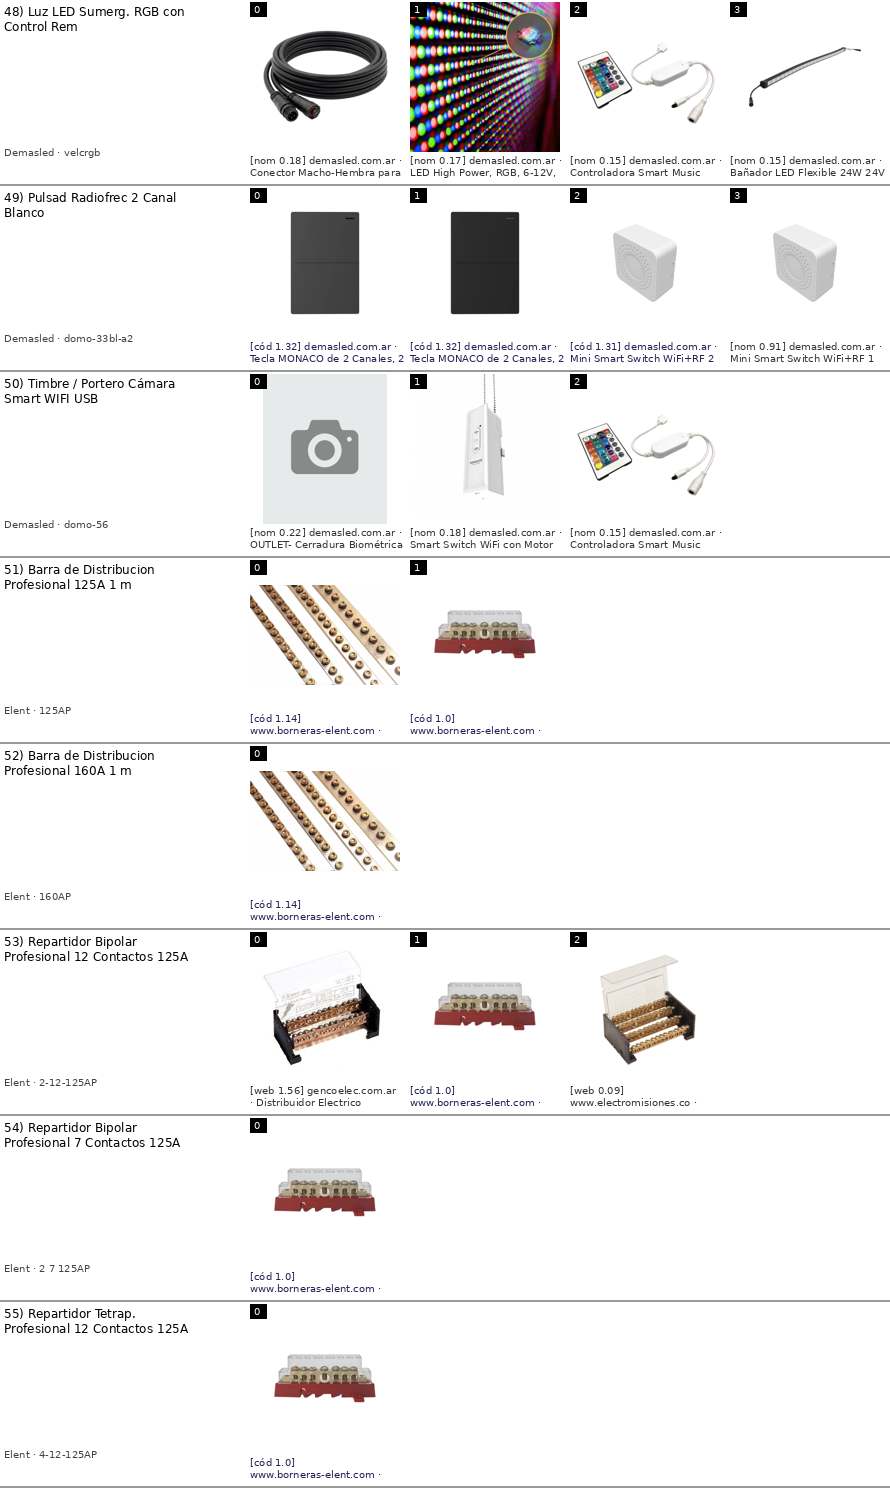 48) Luz LED Sumerg. RGB con
Control Rem
Demasled · velcrgb
0
[nom 0.18] demasled.com.ar ·
Conector Macho-Hembra para
1
[nom 0.17] demasled.com.ar ·
LED High Power, RGB, 6-12V,
2
[nom 0.15] demasled.com.ar ·
Controladora Smart Music
3
[nom 0.15] demasled.com.ar ·
Bañador LED Flexible 24W 24V
49) Pulsad Radiofrec 2 Canal
Blanco
Demasled · domo-33bl-a2
0
[cód 1.32] demasled.com.ar ·
Tecla MONACO de 2 Canales, 2
1
[cód 1.32] demasled.com.ar ·
Tecla MONACO de 2 Canales, 2
2
[cód 1.31] demasled.com.ar ·
Mini Smart Switch WiFi+RF 2
3
[nom 0.91] demasled.com.ar ·
Mini Smart Switch WiFi+RF 1
50) Timbre / Portero Cámara
Smart WIFI USB
Demasled · domo-56
0
[nom 0.22] demasled.com.ar ·
OUTLET- Cerradura Biométrica
1
[nom 0.18] demasled.com.ar ·
Smart Switch WiFi con Motor
2
[nom 0.15] demasled.com.ar ·
Controladora Smart Music
51) Barra de Distribucion
Profesional 125A 1 m
Elent · 125AP
0
[cód 1.14]
www.borneras-elent.com ·
1
[cód 1.0]
www.borneras-elent.com ·
52) Barra de Distribucion
Profesional 160A 1 m
Elent · 160AP
0
[cód 1.14]
www.borneras-elent.com ·
53) Repartidor Bipolar
Profesional 12 Contactos 125A
Elent · 2-12-125AP
0
[web 1.56] gencoelec.com.ar
· Distribuidor Electrico
1
[cód 1.0]
www.borneras-elent.com ·
2
[web 0.09]
www.electromisiones.co ·
54) Repartidor Bipolar
Profesional 7 Contactos 125A
Elent · 2 7 125AP
0
[cód 1.0]
www.borneras-elent.com ·
55) Repartidor Tetrap.
Profesional 12 Contactos 125A
Elent · 4-12-125AP
0
[cód 1.0]
www.borneras-elent.com ·